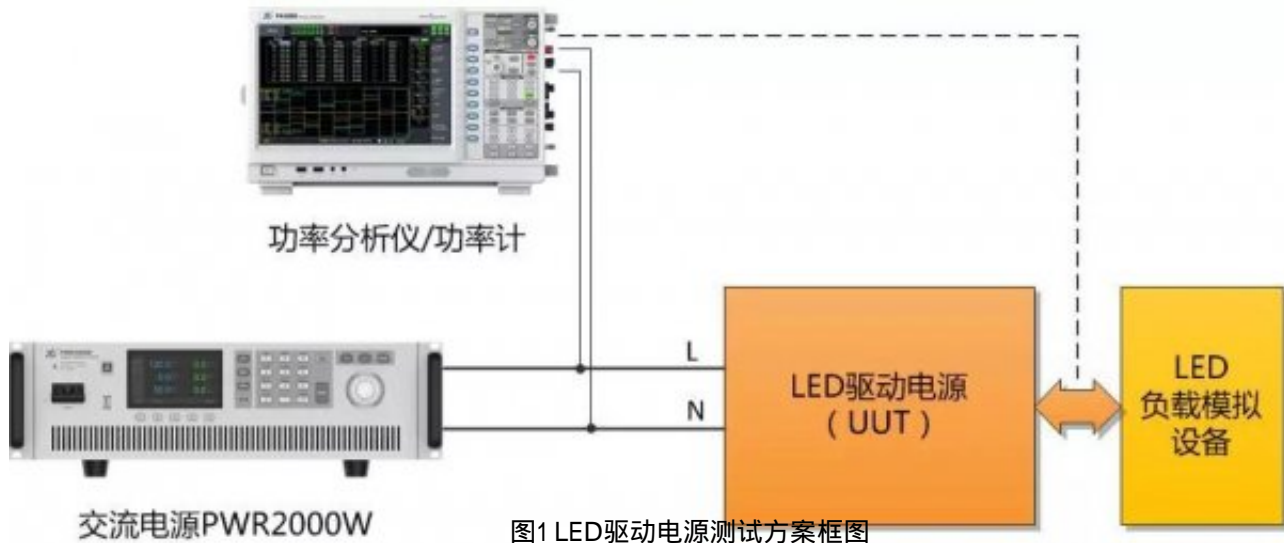 功率分析仪/功率计
L
N
LED驱动电源
（UUT）
LED
负载模拟
设备
交流电源PWR2000W
图1 LED驱动电源测试方案框图